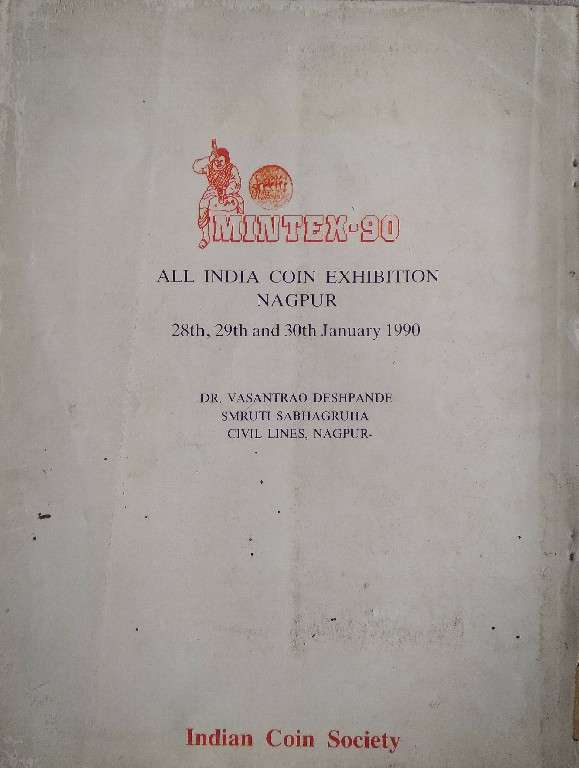 MINTEX-90
ALL INDIA COIN EXHIBITION
NAGPUR
28th, 29th and 30th January 1990
DR. VASANTRAO DESHPANDE
SMRUTI SABHAGRUHA
CIVIL LINES, NAGPUR-
Indian Coin Society